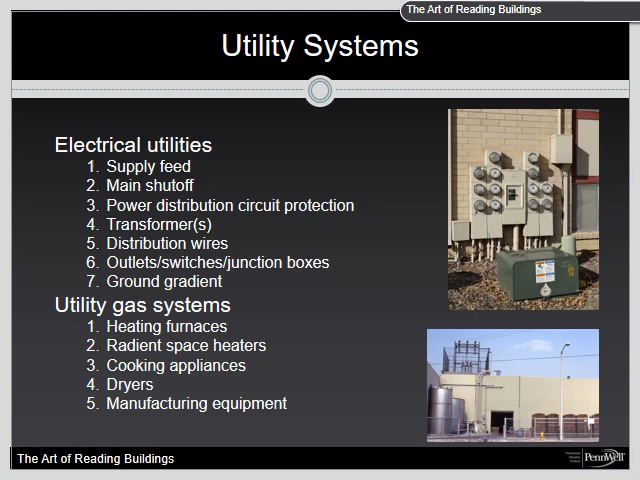 The Art of Reading Buildings
Utility Systems
Electrical utilities
1. Supply feed
2. Main shutoff
3. Power distribution circuit protection
4. Transformer(s)
5. Distribution wires
6. Outlets/switches/junction boxes
7. Ground gradient
Utility gas systems
1. Heating furnaces
2. Radient space heaters
3. Cooking appliances
4. Dryers
5. Manufacturing equipment
The Art of Reading Buildings
PennWell